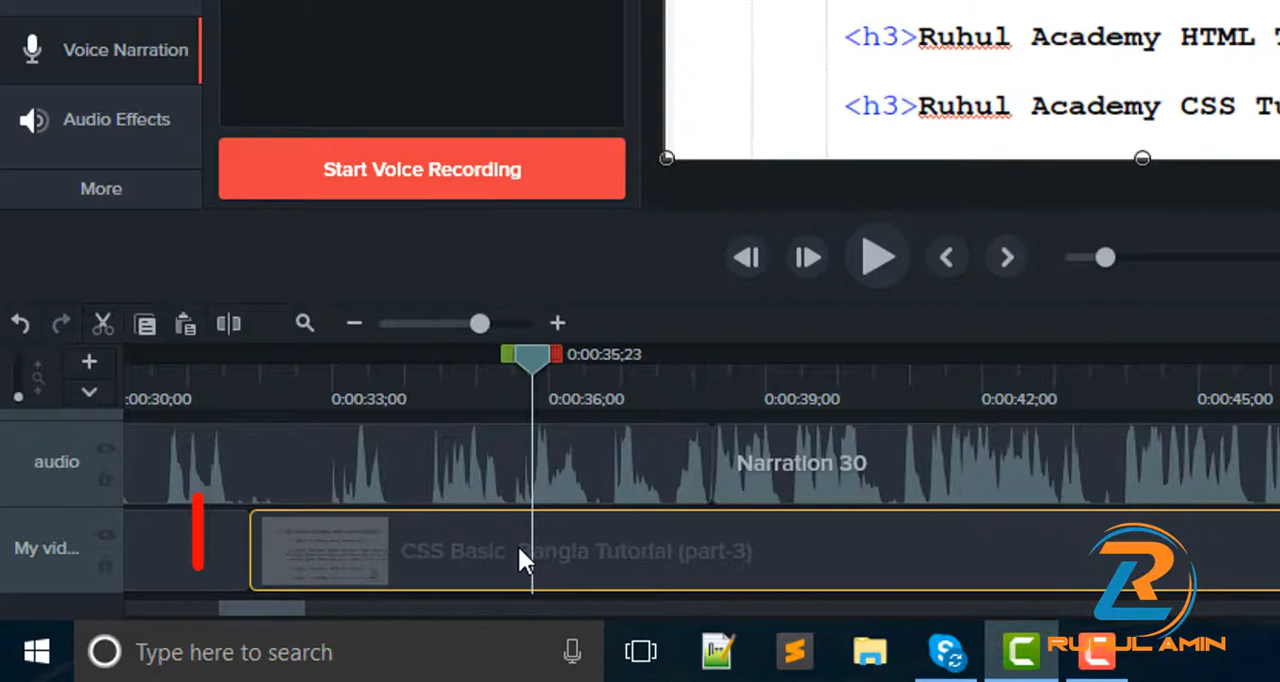 Voice Narration
Audio Effects
More
Start Voice Recording
<h3>Ruhul Academy HTML
<h3>Ruhul Academy CSS
0:00:35;23
:00:30;00
0:00:33;00
0:00:36;00
0:00:39;00
0:00:42;00
0:00:45;00
audio
Narration 30
My vid...
CSS Basic Bangla Tutorial (part-3)
Type here to search
RUHUL AMIN